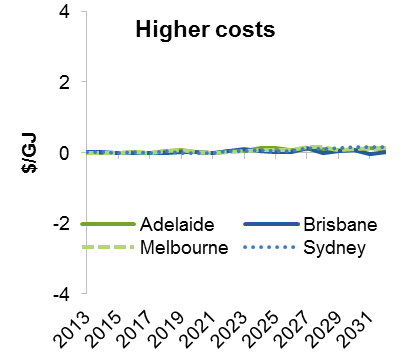 Higher costs
$/GJ
4
2
0
-2
-4
Adelaide
Brisbane
Melbourne
Sydney
2013
2015
2017
2019
2021
2023
2025
2027
2029
2031